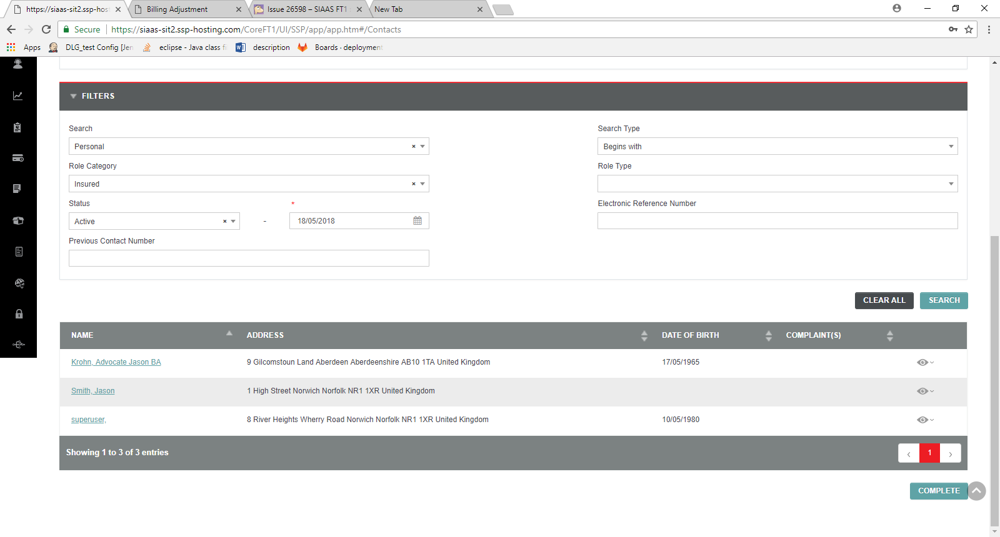 https://siaas-sit2.ssp-host
Billing Adjustment
Issue 26598 – SIAAS FT1
New Tab
Secure
https://siaas-sit2.ssp-hosting.com/CoreFT1/UI/SSP/app/app.htm#/Contacts
Apps
DLG_test Config [Jen
eclipse - Java class fi
description
Boards · deployment
FILTERS
Search
Search Type
Personal
Begins with
Role Category
Role Type
Insured
Status
*
Electronic Reference Number
Active
-
18/05/2018
Previous Contact Number
CLEAR ALL
SEARCH
NAME
ADDRESS
DATE OF BIRTH
COMPLAINT(S)
Krohn, Advocate Jason BA
9 Gilcomstoun Land Aberdeen Aberdeenshire AB10 1TA United Kingdom
17/05/1965
Smith, Jason
1 High Street Norwich Norfolk NR1 1XR United Kingdom
superuser,
8 River Heights Wherry Road Norwich Norfolk NR1 1XR United Kingdom
10/05/1980
Showing 1 to 3 of 3 entries
‹
1
›
COMPLETE